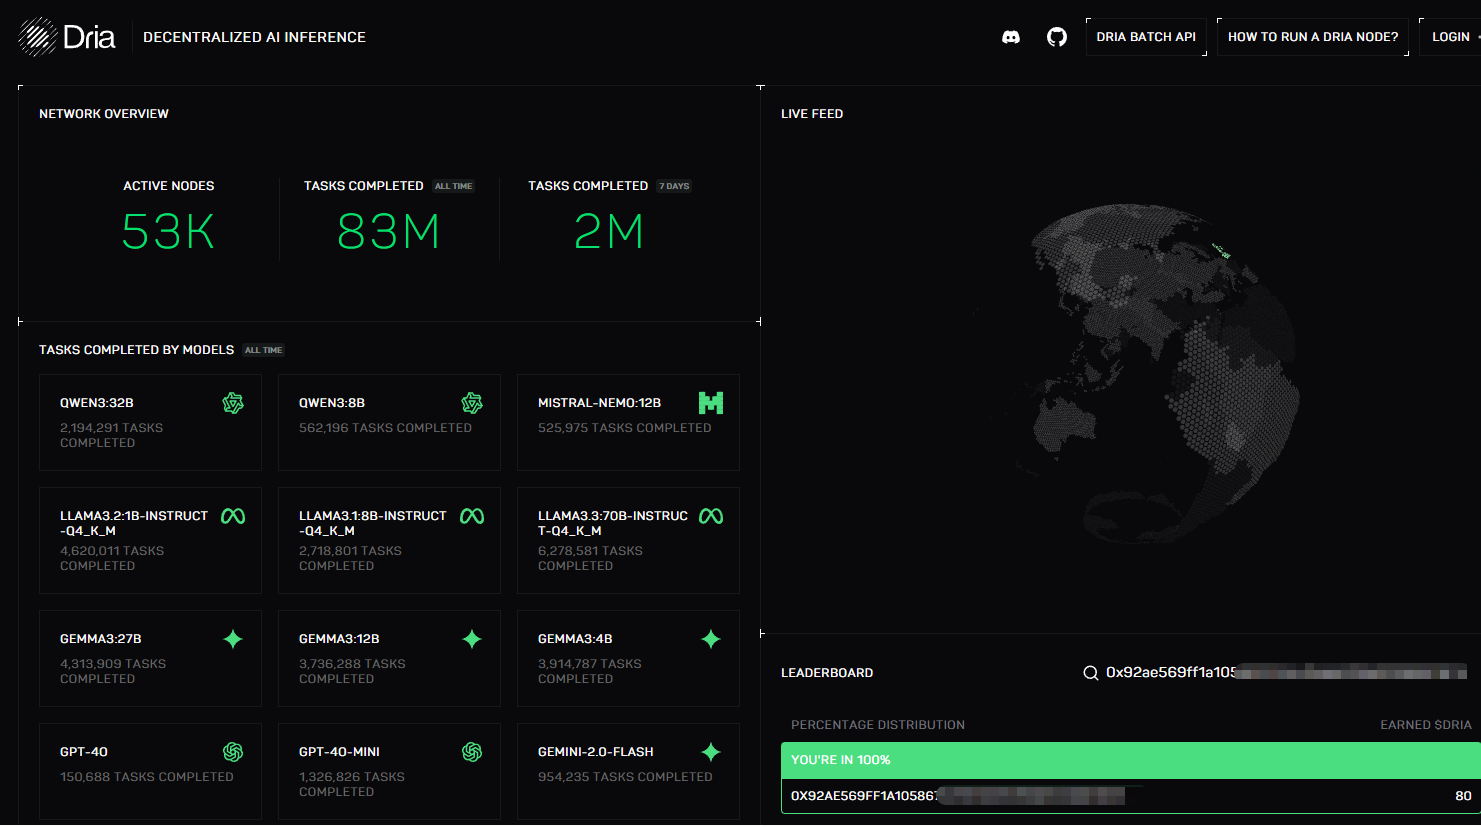 Dria
DECENTRALIZED AI INFERENCE
DRIA BATCH API
HOW TO RUN A DRIA NODE?
LOGIN
NETWORK OVERVIEW
ACTIVE NODES
53K
TASKS COMPLETED ALL TIME
83M
TASKS COMPLETED 7 DAYS
2M
TASKS COMPLETED BY MODELS ALL TIME
QWEN3:32B
2,194,291 TASKS
COMPLETED
QWEN3:8B
562,196 TASKS COMPLETED
MISTRAL-NEMO:12B
525,975 TASKS COMPLETED
LLAMA3.2:1B-INSTRUCT
-Q4_K_M
4,620,011 TASKS
COMPLETED
LLAMA3.1:8B-INSTRUCT
-Q4_K_M
2,718,801 TASKS
COMPLETED
LLAMA3.3:70B-INSTRUC
T-Q4_K_M
6,278,581 TASKS
COMPLETED
GEMMA3:27B
4,313,909 TASKS
COMPLETED
GEMMA3:12B
3,736,288 TASKS
COMPLETED
GEMMA3:4B
3,914,787 TASKS
COMPLETED
GPT-4O
150,688 TASKS COMPLETED
GPT-4O-MINI
1,326,826 TASKS
COMPLETED
GEMINI-2.0-FLASH
954,235 TASKS COMPLETED
LIVE FEED
LEADERBOARD
0x92ae569ff1a105
PERCENTAGE DISTRIBUTION
EARNED $DRIA
YOU'RE IN 100%
0X92AE569FF1A10586
80